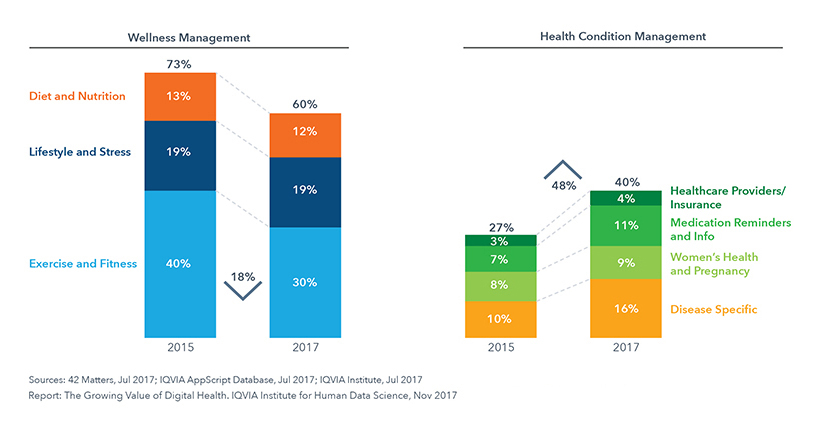 Wellness Management
73%
Diet and Nutrition
13%
60%
12%
Lifestyle and Stress
19%
19%
Exercise and Fitness
40%
18%
30%
2015
2017
Health Condition Management
48%
40%
4%
Healthcare Providers/
Insurance
27%
3%
11%
Medication Reminders
and Info
7%
9%
Women's Health
and Pregnancy
8%
10%
16%
Disease Specific
2015
2017
Sources: 42 Matters, Jul 2017; IQVIA AppScript Database, Jul 2017; IQVIA Institute, Jul 2017
Report: The Growing Value of Digital Health. IQVIA Institute for Human Data Science, Nov 2017